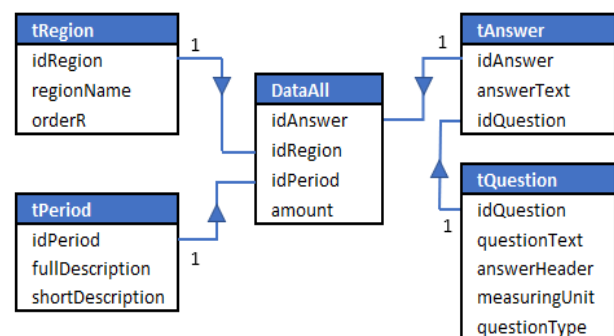 tRegion
idRegion
regionName
orderR
1
DataAll
idAnswer
idRegion
idPeriod
amount
tPeriod
idPeriod
fullDescription
shortDescription
1
tAnswer
idAnswer
answerText
idQuestion
1
tQuestion
idQuestion
questionText
answerHeader
measuringUnit
questionType
1